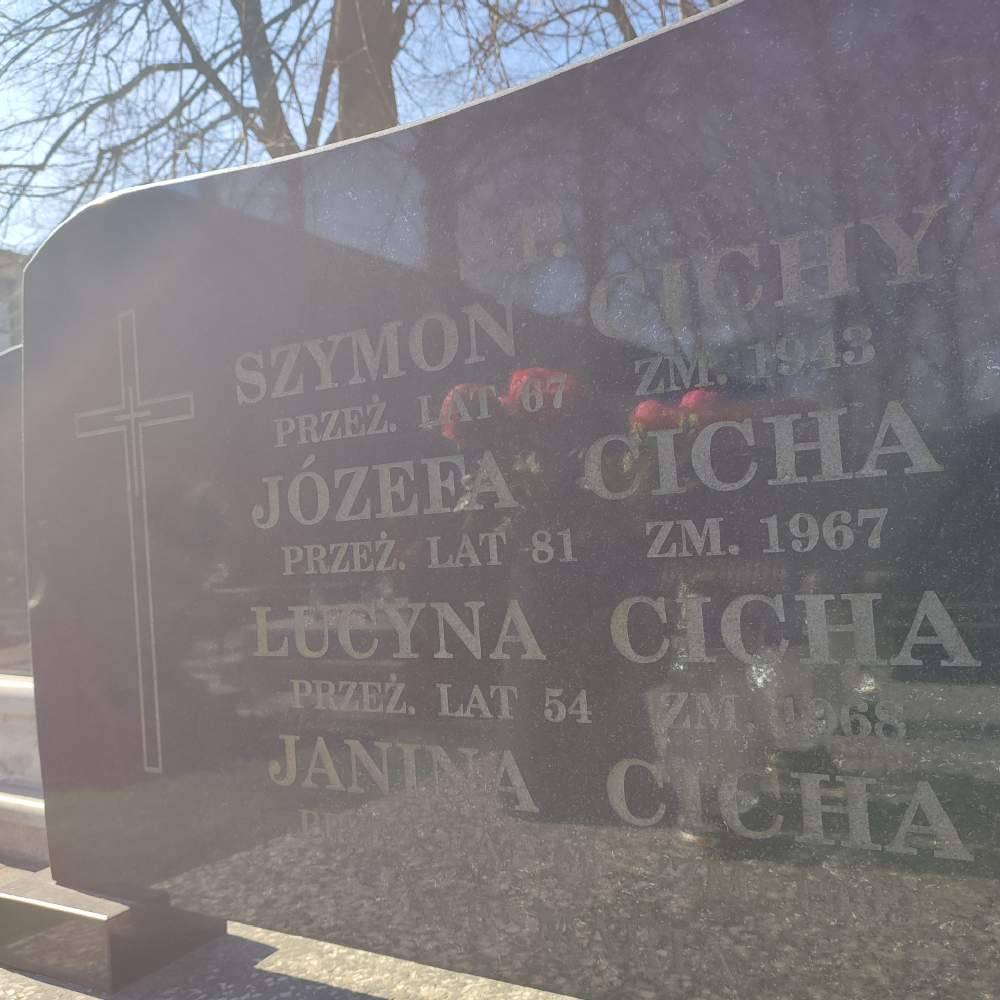 P.
SZYMON CICHY
PRZEŻ. LAT 67 ZM. 1943
JÓZEFA CICHA
PRZEŻ. LAT 81 ZM. 1967
LUCYNA CICHA
PRZEŻ. LAT 54 ZM. 1968
JANINA CICHA